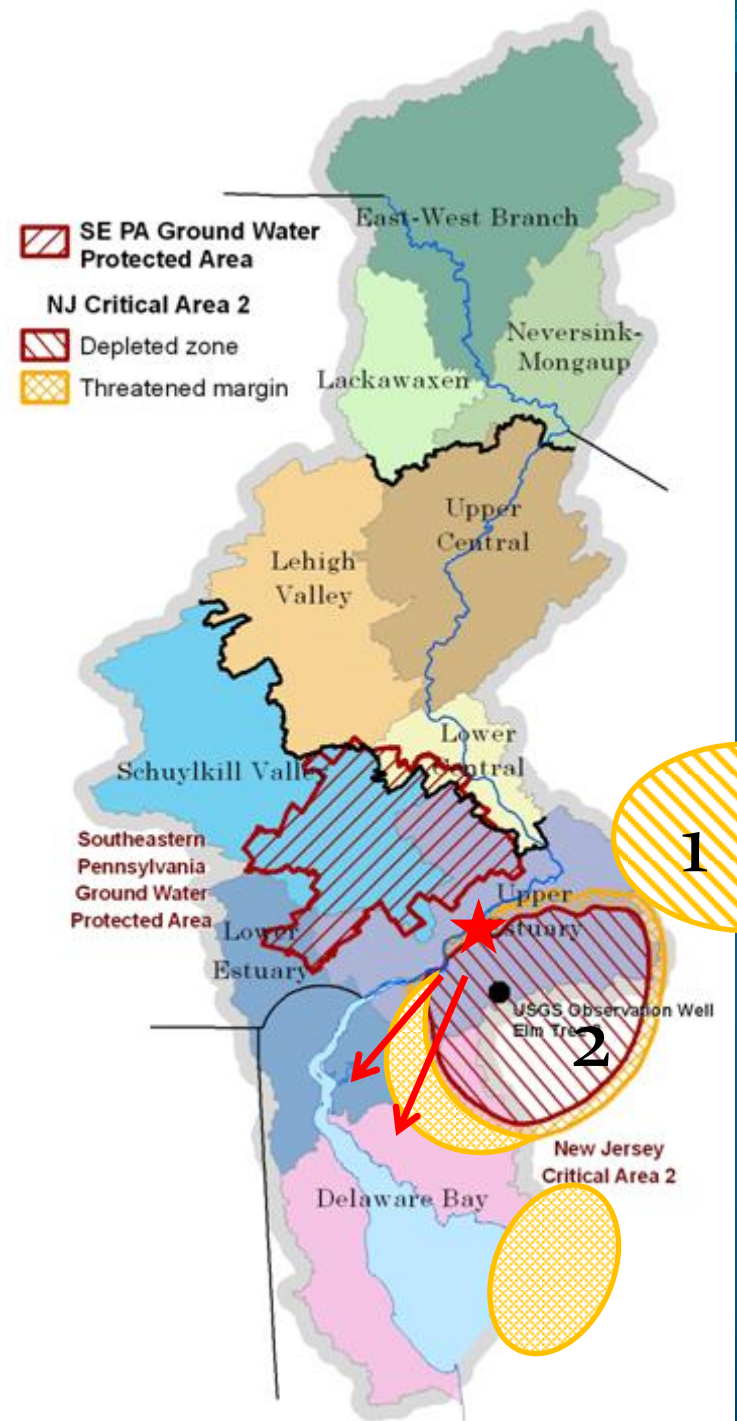 East-West Branch
SE PA Ground Water
Protected Area
NJ Critical Area 2
Depleted zone
Threatened margin
Neversink-
Mongaup
Lackawaxen
Upper
Central
Lehigh
Valley
Lower
Central
Schuylkill Valley
1
Southeastern
Pennsylvania
Ground Water
Protected Area
Upper
Estuary
Lower
Estuary
USGS Observation Well
Elm Tree
2
New Jersey
Critical Area 2
Delaware Bay